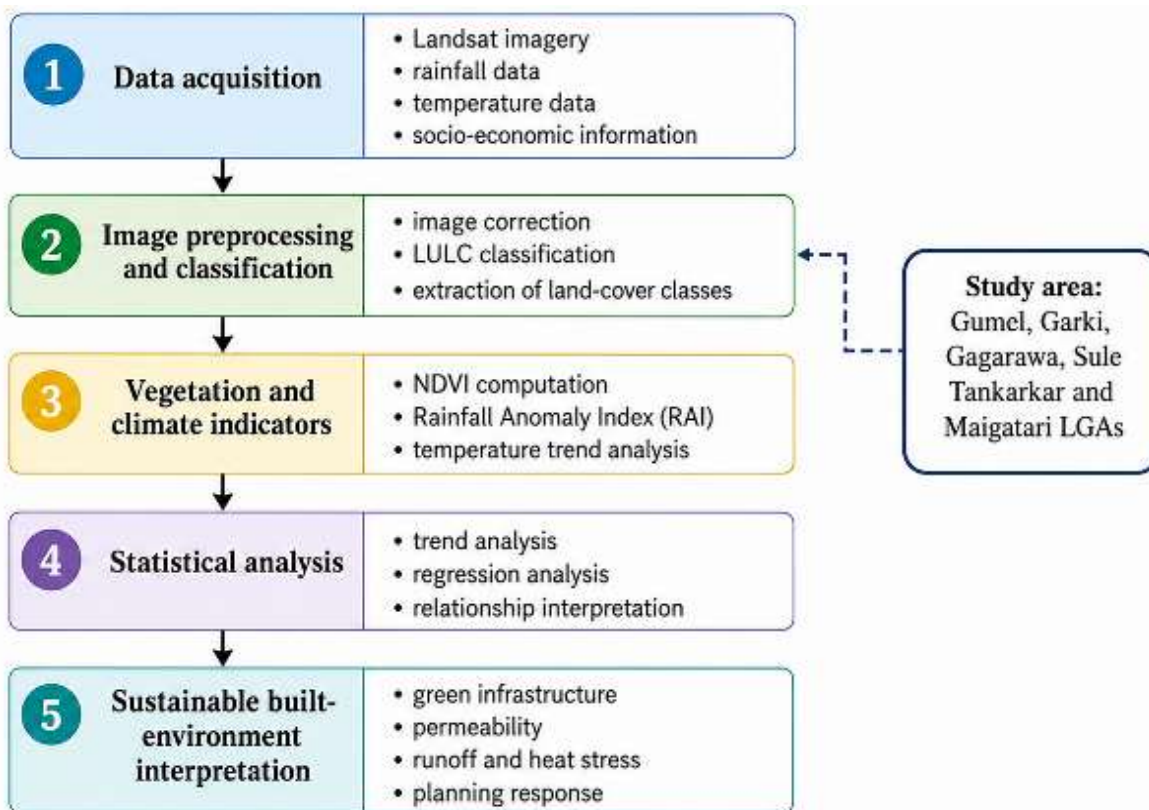 1
Data acquisition
• Landsat imagery
• rainfall data
• temperature data
• socio-economic information
2
Image preprocessing
and classification
• image correction
• LULC classification
• extraction of land-cover classes
Study area:
Gumel, Garki,
Gagarawa, Sule
Tankarkar and
Maigatari LGAs
3
Vegetation and
climate indicators
• NDVI computation
• Rainfall Anomaly Index (RAI)
• temperature trend analysis
4
Statistical analysis
• trend analysis
• regression analysis
• relationship interpretation
5
Sustainable built-
environment
interpretation
• green infrastructure
• permeability
• runoff and heat stress
• planning response